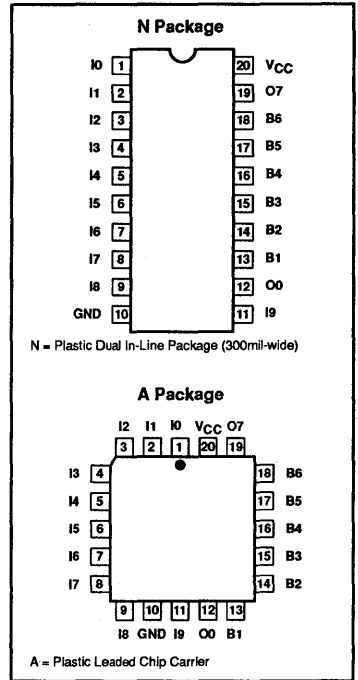 N Package
I0 1 20 VCC
I1 2 19 O7
I2 3 18 B6
I3 4 17 B5
I4 5 16 B4
I5 6 15 B3
I6 7 14 B2
I7 8 13 B1
I8 9 12 O0
GND 10 11 I9
N = Plastic Dual In-Line Package (300mil-wide)
A Package
I2 I1 I0 VCC O7
3 2 1 20 19
I3 4 18 B6
I4 5 17 B5
I5 6 16 B4
I6 7 15 B3
I7 8 14 B2
9 10 11 12 13
I8 GND I9 O0 B1
A = Plastic Leaded Chip Carrier